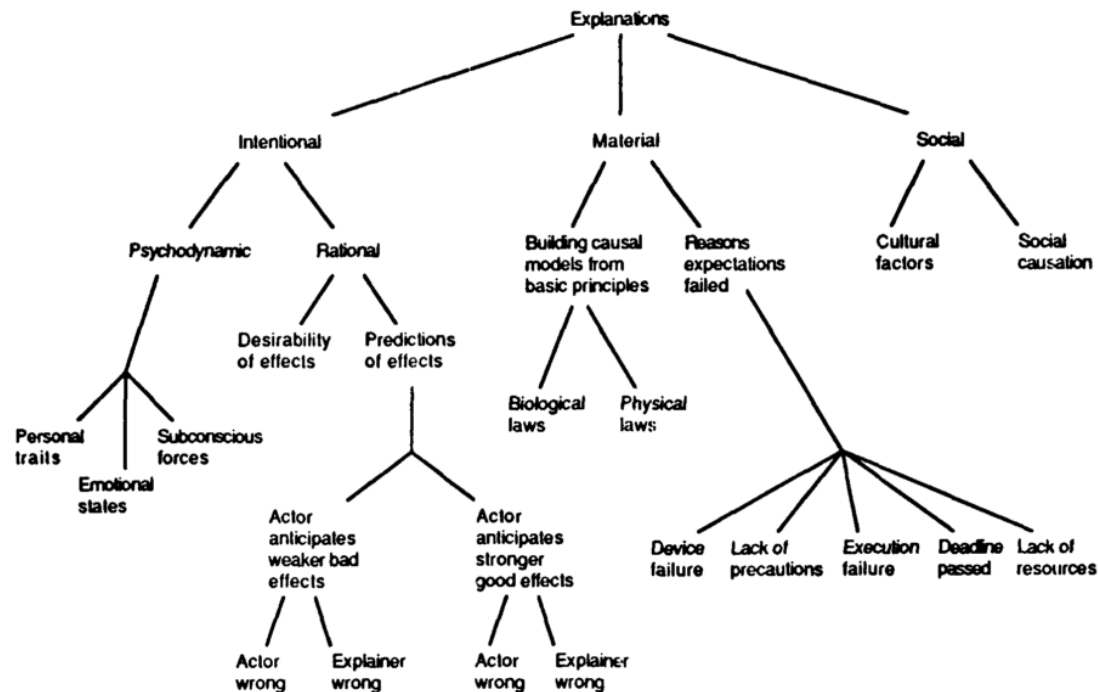 Explanations
Intentional
Material
Social
Psychodynamic
Rational
Building causal
models from
basic principles
Reasons
expectations
failed
Cultural
factors
Social
causation
Desirability
of effects
Predictions
of effects
Biological
laws
Physical
laws
Personal
traits
Emotional
states
Subconscious
forces
Actor
anticipates
weaker bad
effects
Actor
anticipates
stronger
good effects
Device
failure
Lack of
precautions
Execution
failure
Deadline
passed
Lack of
resources
Actor
wrong
Explainer
wrong
Actor
wrong
Explainer
wrong